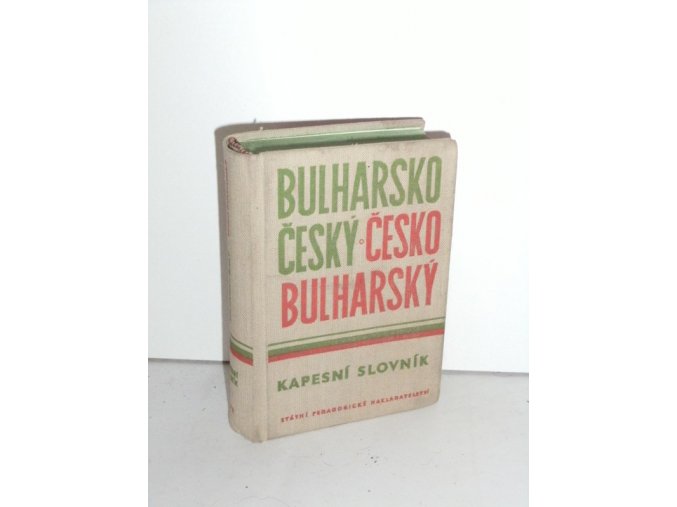 BULHARSKO
ČESKÝ · ČESKO
BULHARSKÝ
KAPESNÍ SLOVNÍK
STÁTNÍ PEDAGOGICKÉ NAKLADATELSTVÍ